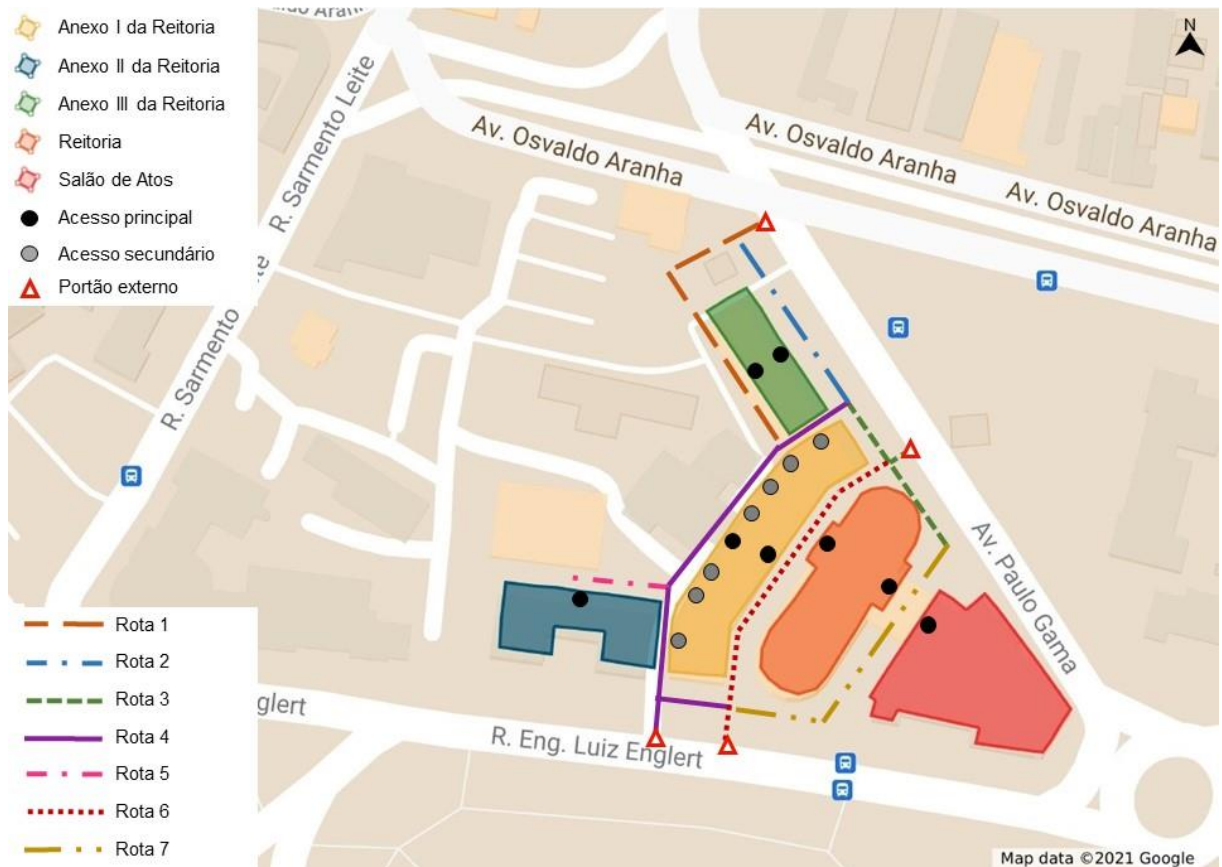 Anexo I da Reitoria
Anexo II da Reitoria
Anexo III da Reitoria
Reitoria
Salão de Atos
Acesso principal
Acesso secundário
Portão externo
R. Sarmento Leite
Av. Osvaldo Aranha
Av. Osvaldo Aranha
Av. Osvaldo Aranha
N
R. Sarmento Leite
Av. Paulo Gama
glert
R. Eng. Luiz Englert
Rota 1
Rota 2
Rota 3
Rota 4
Rota 5
Rota 6
Rota 7
Map data ©2021 Google